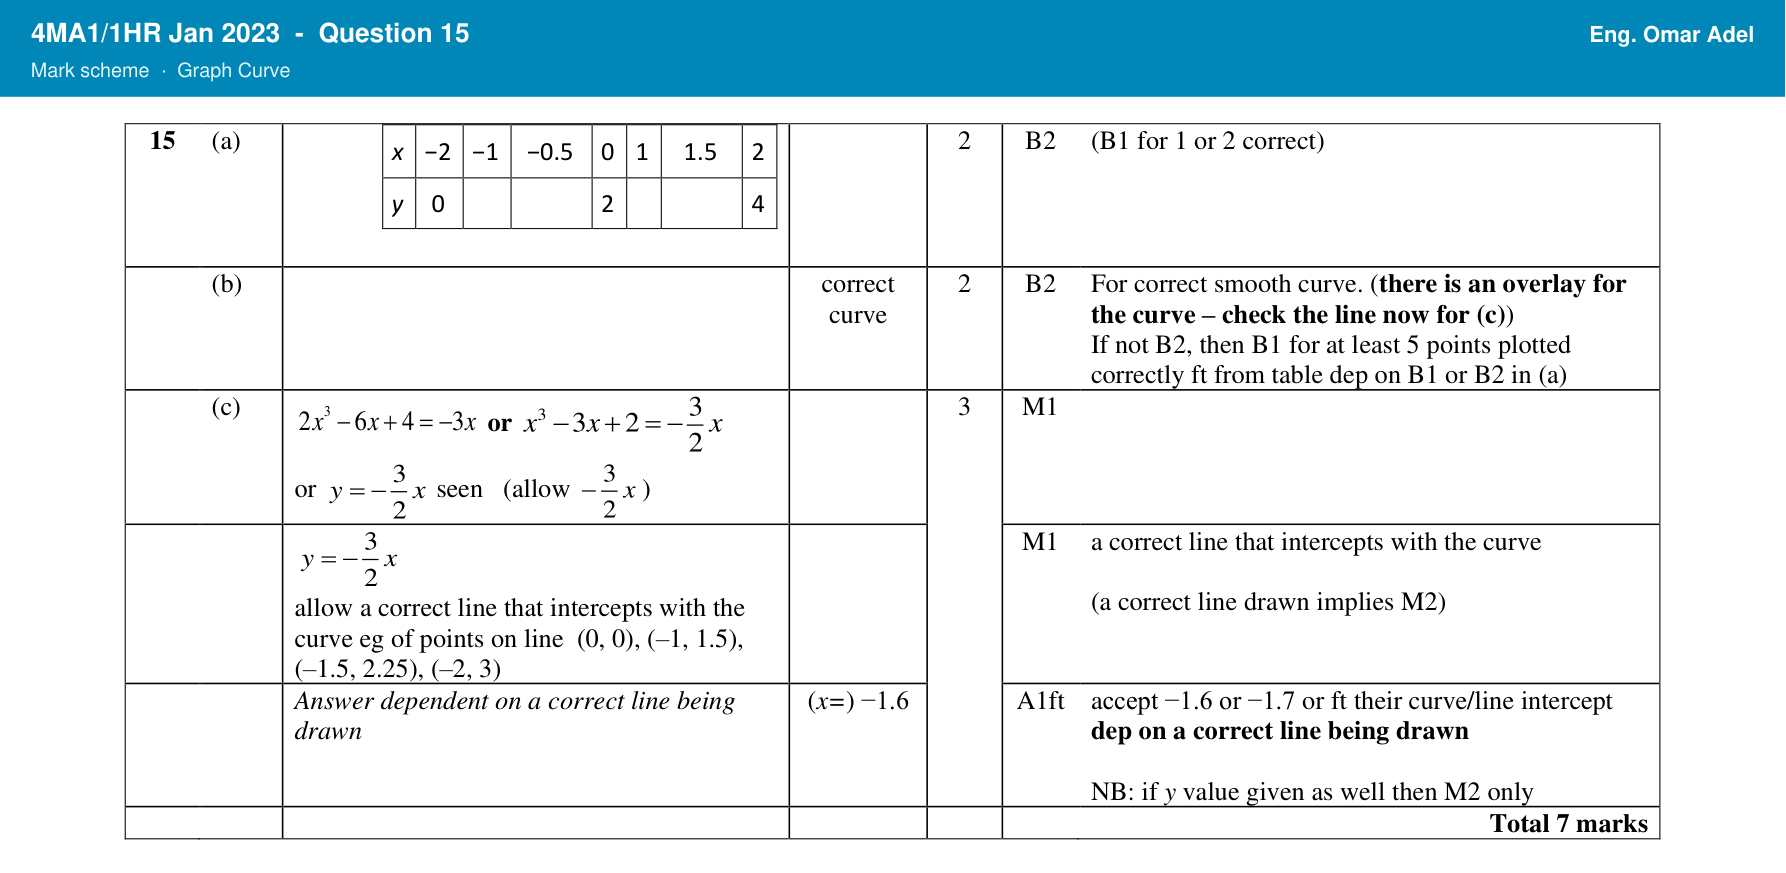 4MA1/1HR Jan 2023 - Question 15
Eng. Omar Adel
Mark scheme · Graph Curve
15 (a) x −2 −1 −0.5 0 1 1.5 2 2 B2 (B1 for 1 or 2 correct)
y 0 2 4
(b) correct 2 B2 For correct smooth curve. (there is an overlay for
curve the curve – check the line now for (c))
If not B2, then B1 for at least 5 points plotted
correctly ft from table dep on B1 or B2 in (a)
(c) 2x³ − 6x + 4 = −3x or x³ − 3x + 2 = −3/2 x 3 M1
or y = −3/2 x seen (allow −3/2 x )
y = −3/2 x M1 a correct line that intercepts with the curve
allow a correct line that intercepts with the (a correct line drawn implies M2)
curve eg of points on line (0, 0), (–1, 1.5),
(–1.5, 2.25), (–2, 3)
Answer dependent on a correct line being (x=) −1.6 A1ft accept −1.6 or −1.7 or ft their curve/line intercept
drawn dep on a correct line being drawn
NB: if y value given as well then M2 only
Total 7 marks